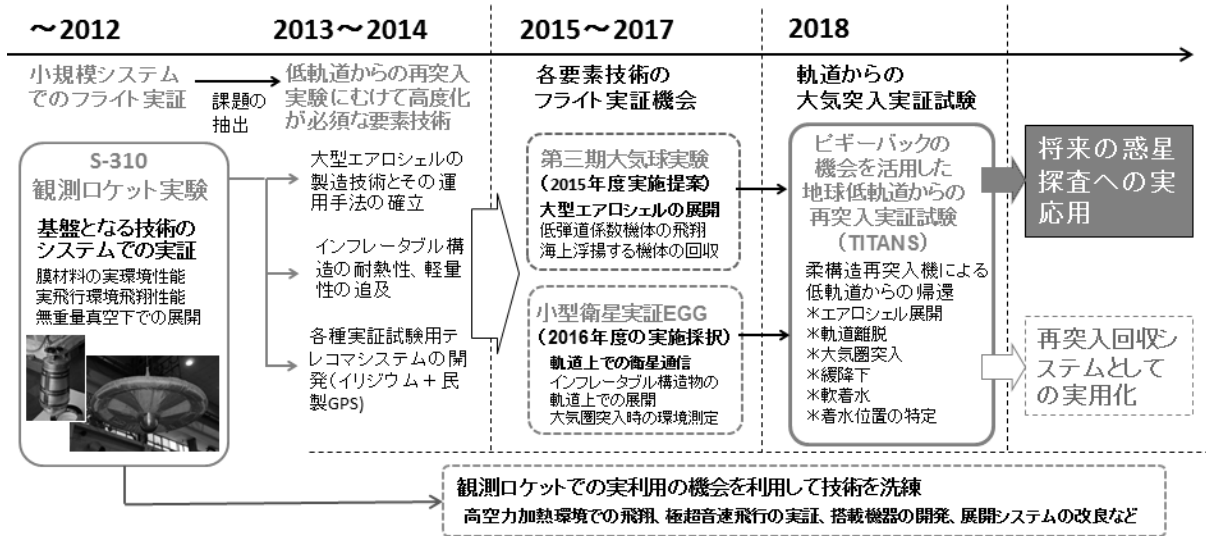 ～2012
2013～2014
2015～2017
2018
小規模システム
でのフライト実証
課題の
抽出
低軌道からの再突入
実験にむけて高度化
が必須な要素技術
各要素技術の
フライト実証機会
軌道からの
大気突入実証試験
S-310
観測ロケット実験
基盤となる技術の
システムでの実証
膜材料の実環境性能
実飛行環境飛翔性能
無重量真空下での展開
大型エアロシェルの
製造技術とその運
用手法の確立
インフレータブル構
造の耐熱性、軽量
性の追及
各種実証試験用テ
レコマシステムの開
発(イリジウム＋民
製GPS)
第三期大気球実験
(2015年度実施提案)
大型エアロシェルの展開
低弾道係数機体の飛翔
海上浮揚する機体の回収
小型衛星実証EGG
(2016年度の実施採択)
軌道上での衛星通信
インフレータブル構造物の
軌道上での展開
大気圏突入時の環境測定
ピギーバックの
機会を活用した
地球低軌道からの
再突入実証試験
(TITANS)
柔構造再突入機による
低軌道からの帰還
＊エアロシェル展開
＊軌道離脱
＊大気圏突入
＊緩降下
＊軟着水
＊着水位置の特定
将来の惑星
探査への実
応用
再突入回収シ
ステムとして
の実用化
観測ロケットでの実利用の機会を利用して技術を洗練
高空力加熱環境での飛翔、極超音速飛行の実証、搭載機器の開発、展開システムの改良など